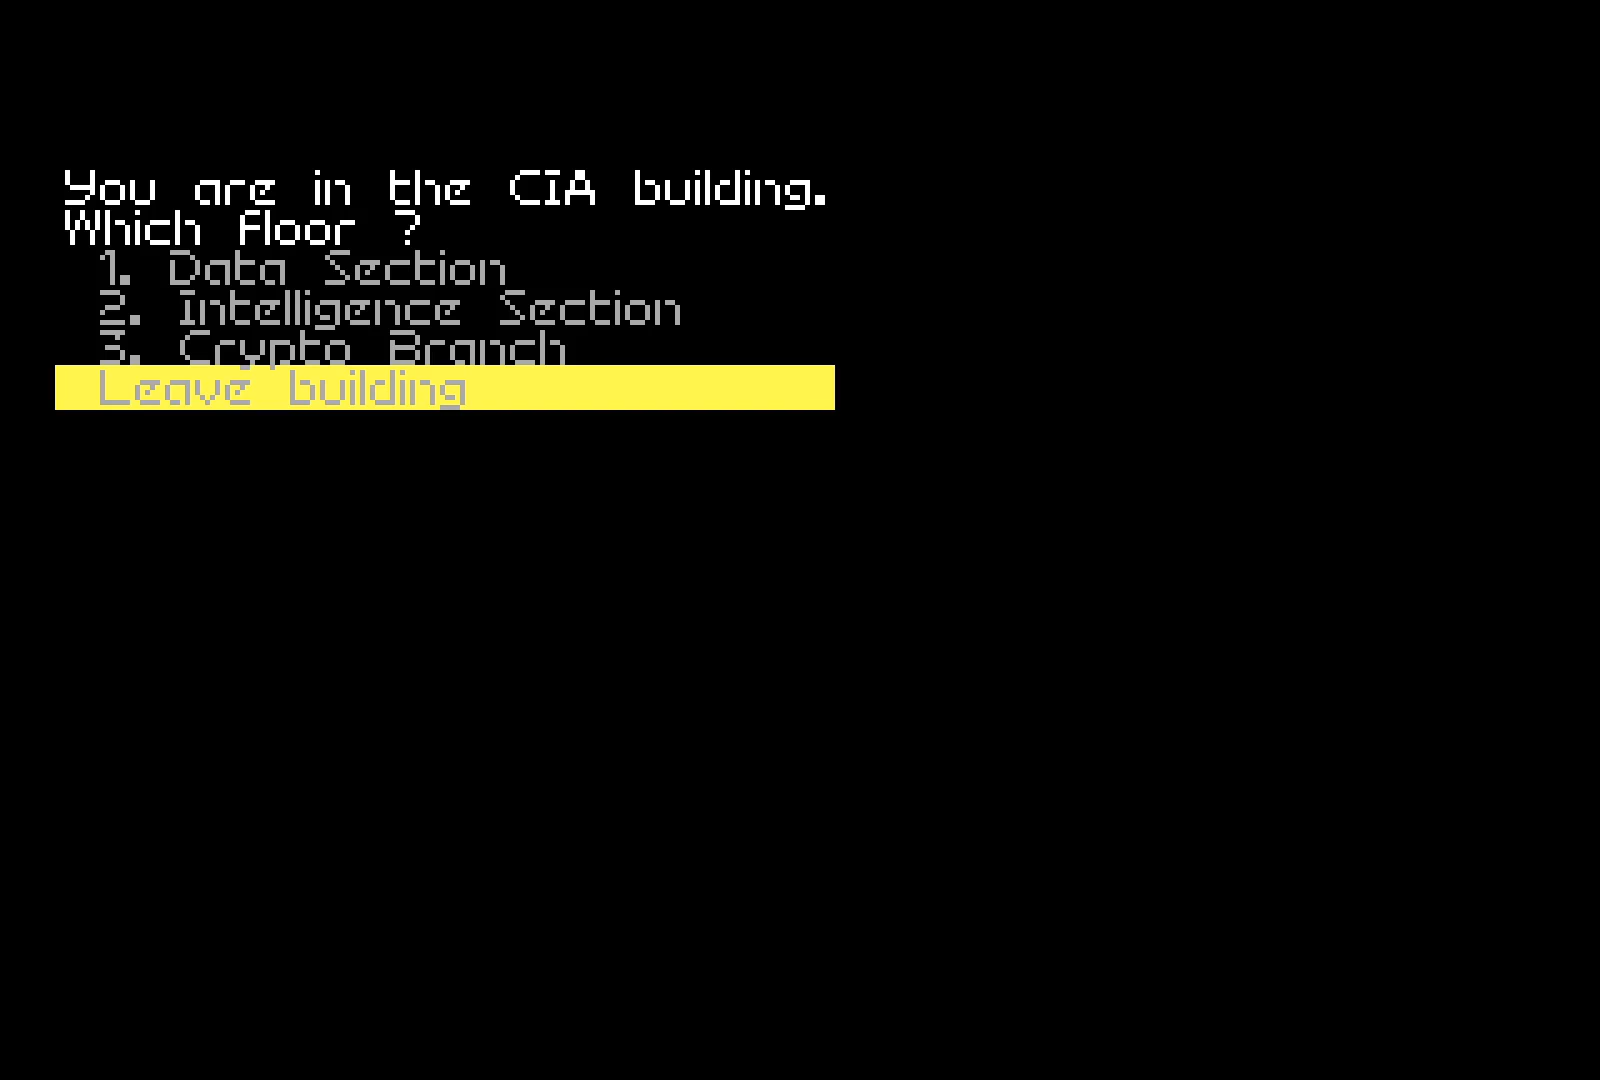 You are in the CIA building.
Which floor ?
1. Data Section
2. Intelligence Section
3. Crypto Branch
Leave building